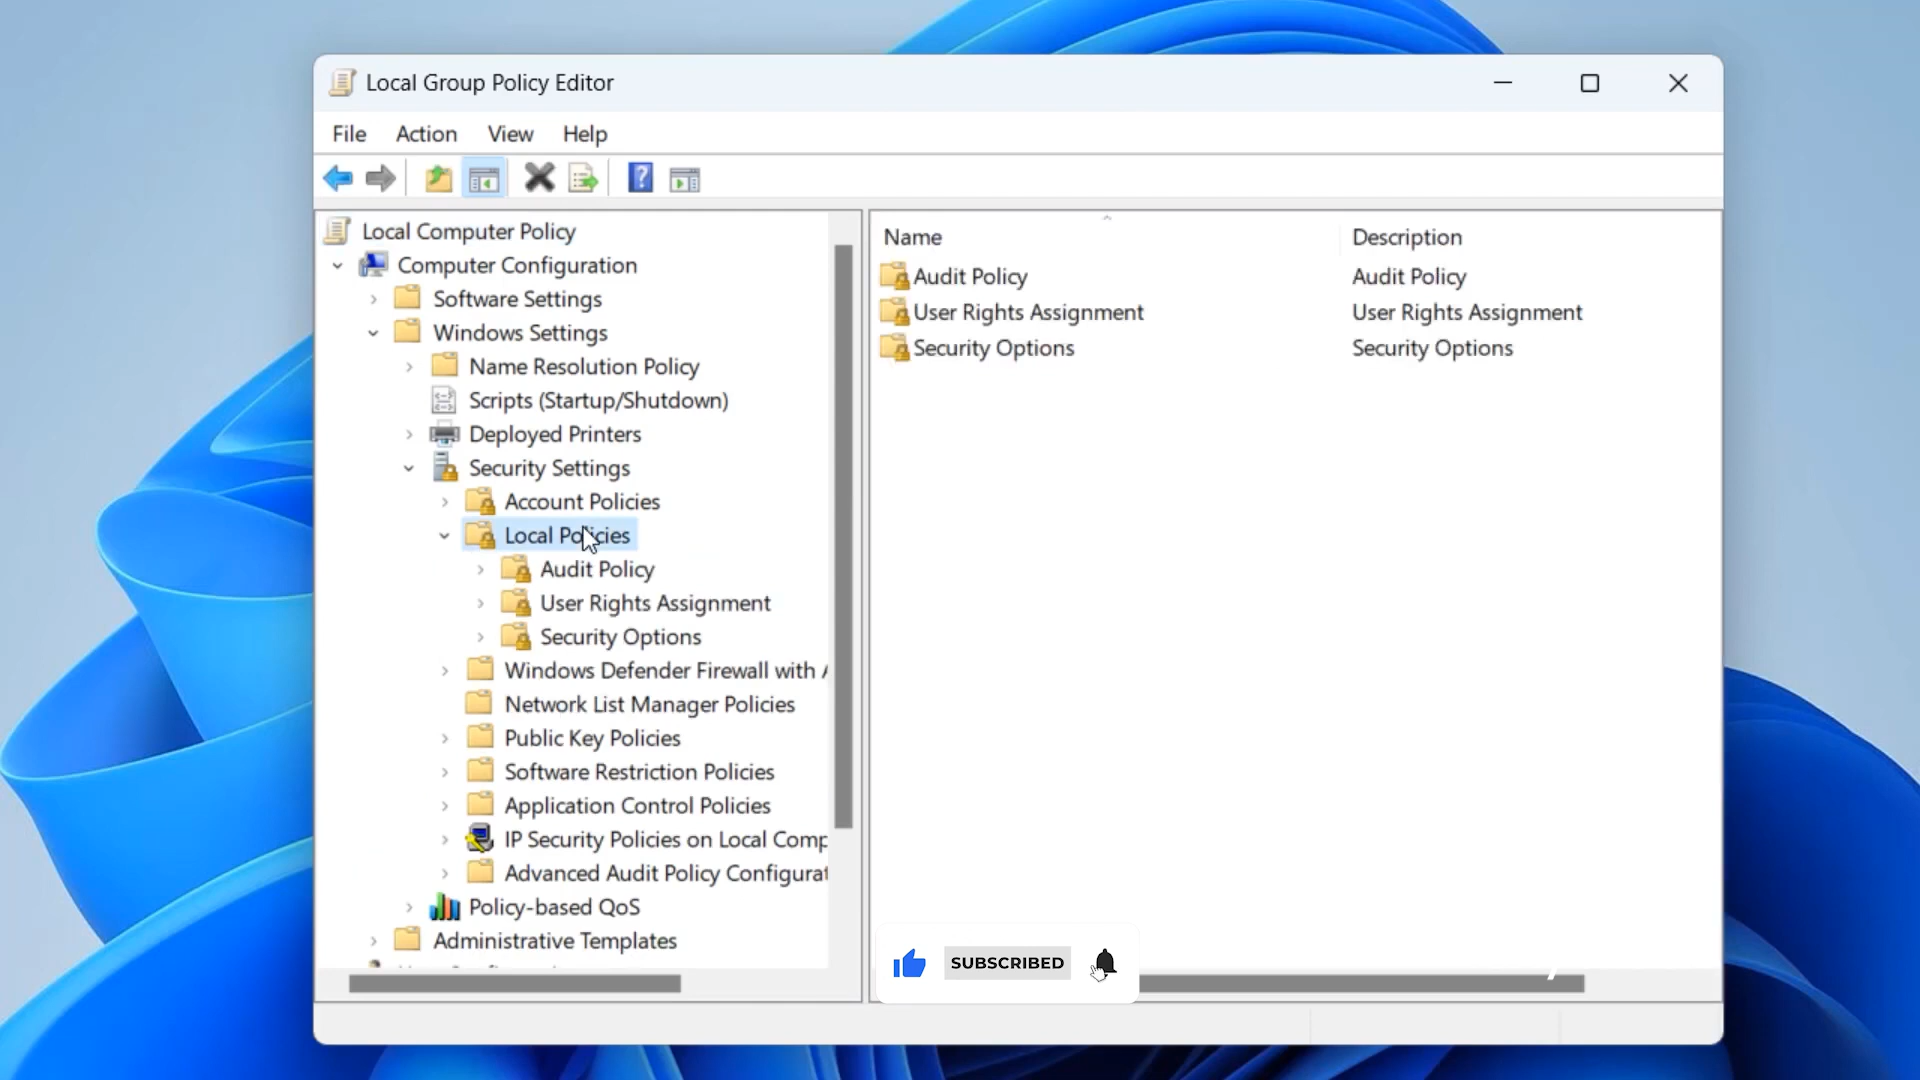 Local Group Policy Editor
File Action View Help
Local Computer Policy
Computer Configuration
Software Settings
Windows Settings
Name Resolution Policy
Scripts (Startup/Shutdown)
Deployed Printers
Security Settings
Account Policies
Local Policies
Audit Policy
User Rights Assignment
Security Options
Windows Defender Firewall with
Network List Manager Policies
Public Key Policies
Software Restriction Policies
Application Control Policies
IP Security Policies on Local Comp
Advanced Audit Policy Configurat
Policy-based QoS
Administrative Templates
Name Description
Audit Policy Audit Policy
User Rights Assignment User Rights Assignment
Security Options Security Options
SUBSCRIBED